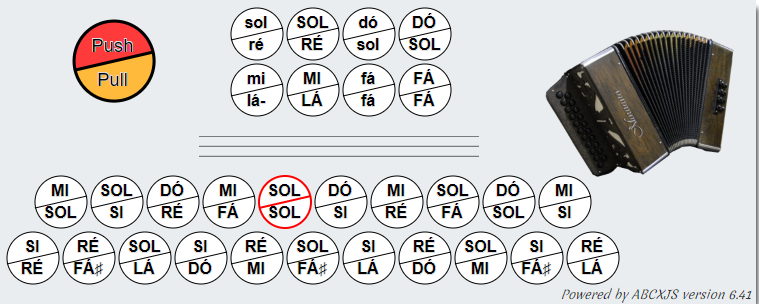 Push
Pull
sol SOL dó DÓ
ré RÉ sol SOL
mi MI fá FÁ
lá- LÁ fá FÁ
MI SOL DÓ MI SOL DÓ MI SOL DÓ MI
SOL SI RÉ FÁ SOL SI RÉ FÁ SOL SI
SI RÉ SOL SI RÉ SOL SI RÉ SOL SI RÉ
RÉ FÁ♯ LÁ DÓ MI FÁ♯ LÁ DÓ MI FÁ♯ LÁ
Powered by ABCXJS version 6.41